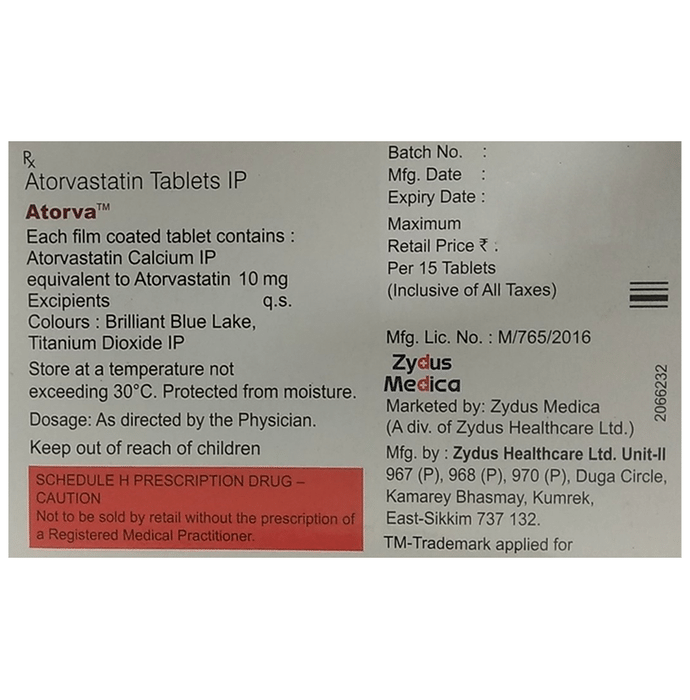 Rx
Atorvastatin Tablets IP
Atorva™
Each film coated tablet contains :
Atorvastatin Calcium IP
equivalent to Atorvastatin 10 mg
Excipients q.s.
Colours : Brilliant Blue Lake,
Titanium Dioxide IP
Store at a temperature not
exceeding 30°C. Protected from moisture.
Dosage: As directed by the Physician.
Keep out of reach of children
SCHEDULE H PRESCRIPTION DRUG –
CAUTION
Not to be sold by retail without the prescription of
a Registered Medical Practitioner.
Batch No. :
Mfg. Date :
Expiry Date :
Maximum
Retail Price ₹ :
Per 15 Tablets
(Inclusive of All Taxes)
Mfg. Lic. No. : M/765/2016
Zydus
Medica
Marketed by: Zydus Medica
(A div. of Zydus Healthcare Ltd.)
Mfg. by : Zydus Healthcare Ltd. Unit-II
967 (P), 968 (P), 970 (P), Duga Circle,
Kamarey Bhasmay, Kumrek,
East-Sikkim 737 132.
TM-Trademark applied for
2066232